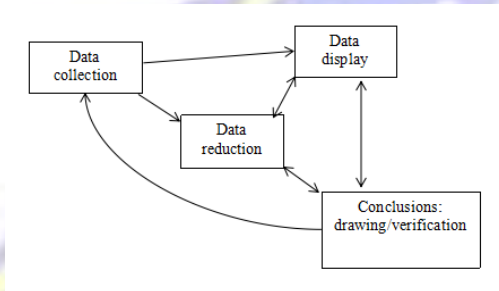 Data
collection
Data
display
Data
reduction
Conclusions:
drawing/verification